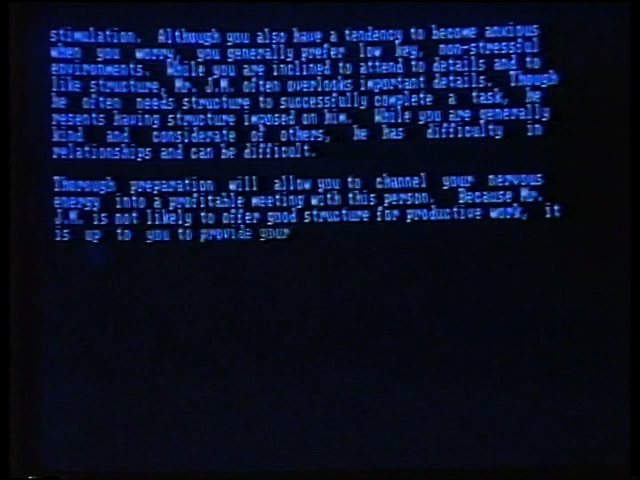 stimulation. Although you also have a tendency to become anxious
when you worry, you generally prefer low key, non-stressful
environments. While you are inclined to attend to details and to
like structure, Mr. J.M. often overlooks important details. Though
he often needs structure to successfully complete a task, he
resents having structure imposed on him. While you are generally
kind and considerate of others, he has difficulty in
relationships and can be difficult.

Thorough preparation will allow you to channel your nervous
energy into a profitable meeting with this person. Because Mr.
J.M. is not likely to offer good structure for productive work, it
is up to you to provide your